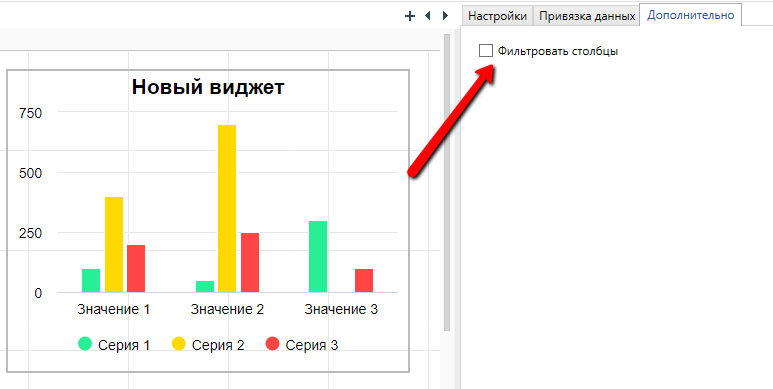 Настройки
Привязка данных
Дополнительно
Фильтровать столбцы
Новый виджет
750
500
250
0
Значение 1
Значение 2
Значение 3
Серия 1
Серия 2
Серия 3